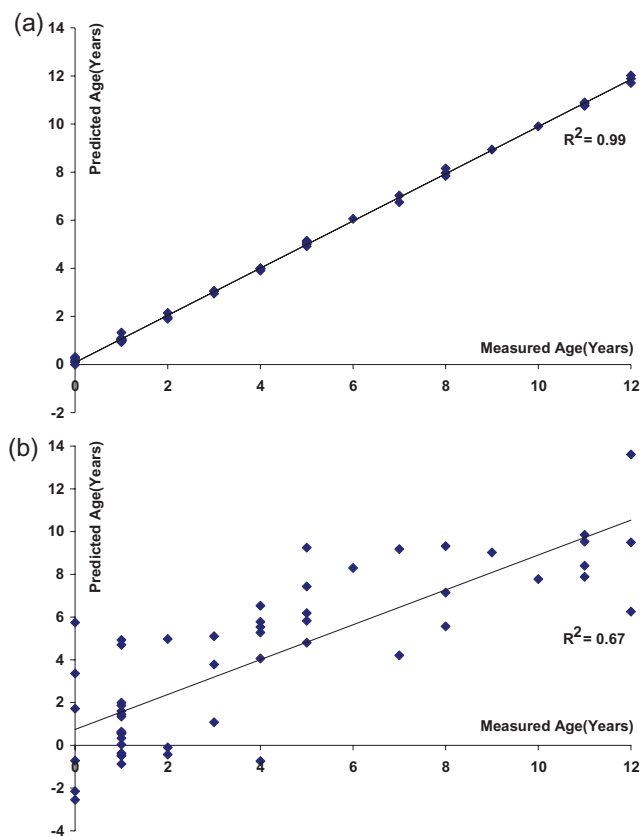 (a)
Predicted Age(Years)
14
12
10
8
6
4
2
0
-2
R2 = 0.99
Measured Age(Years)
0 2 4 6 8 10 12
(b)
Predicted Age(Years)
14
12
10
8
6
4
2
0
-2
-4
R2 = 0.67
Measured Age(Years)
0 2 4 6 8 10 12